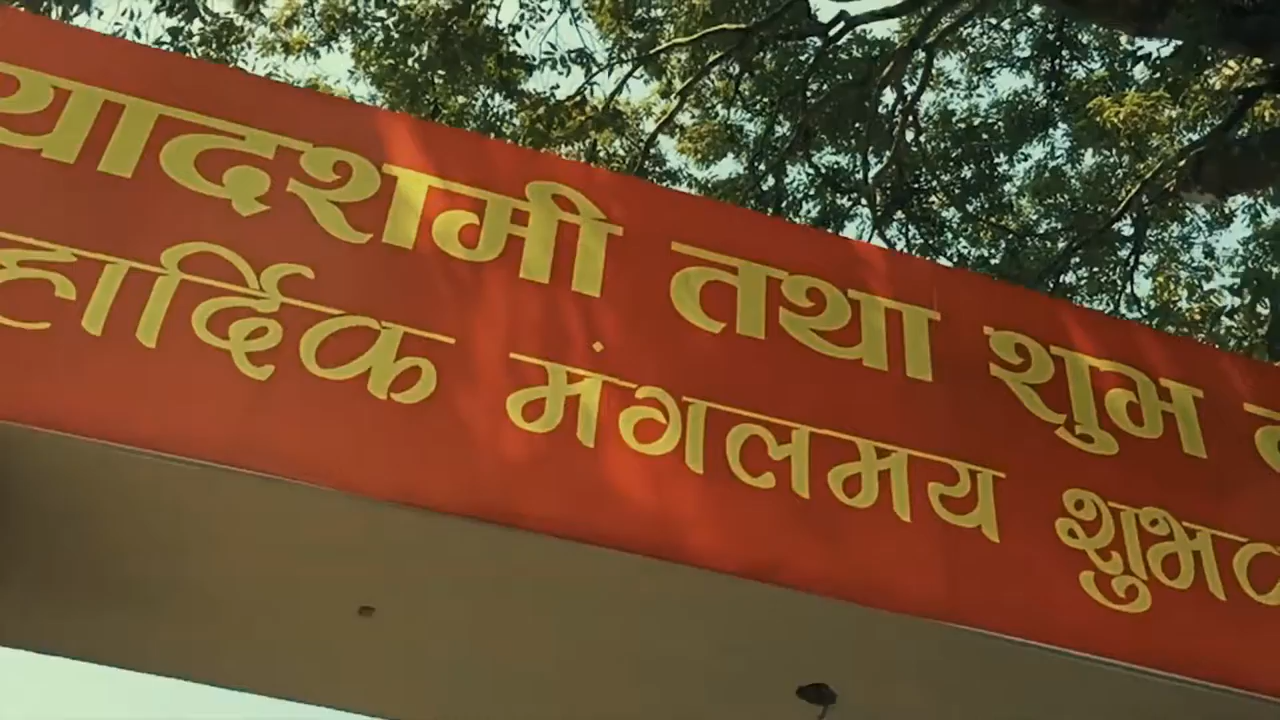 यादशमी तथा शुभ
हार्दिक मंगलमय शुभ